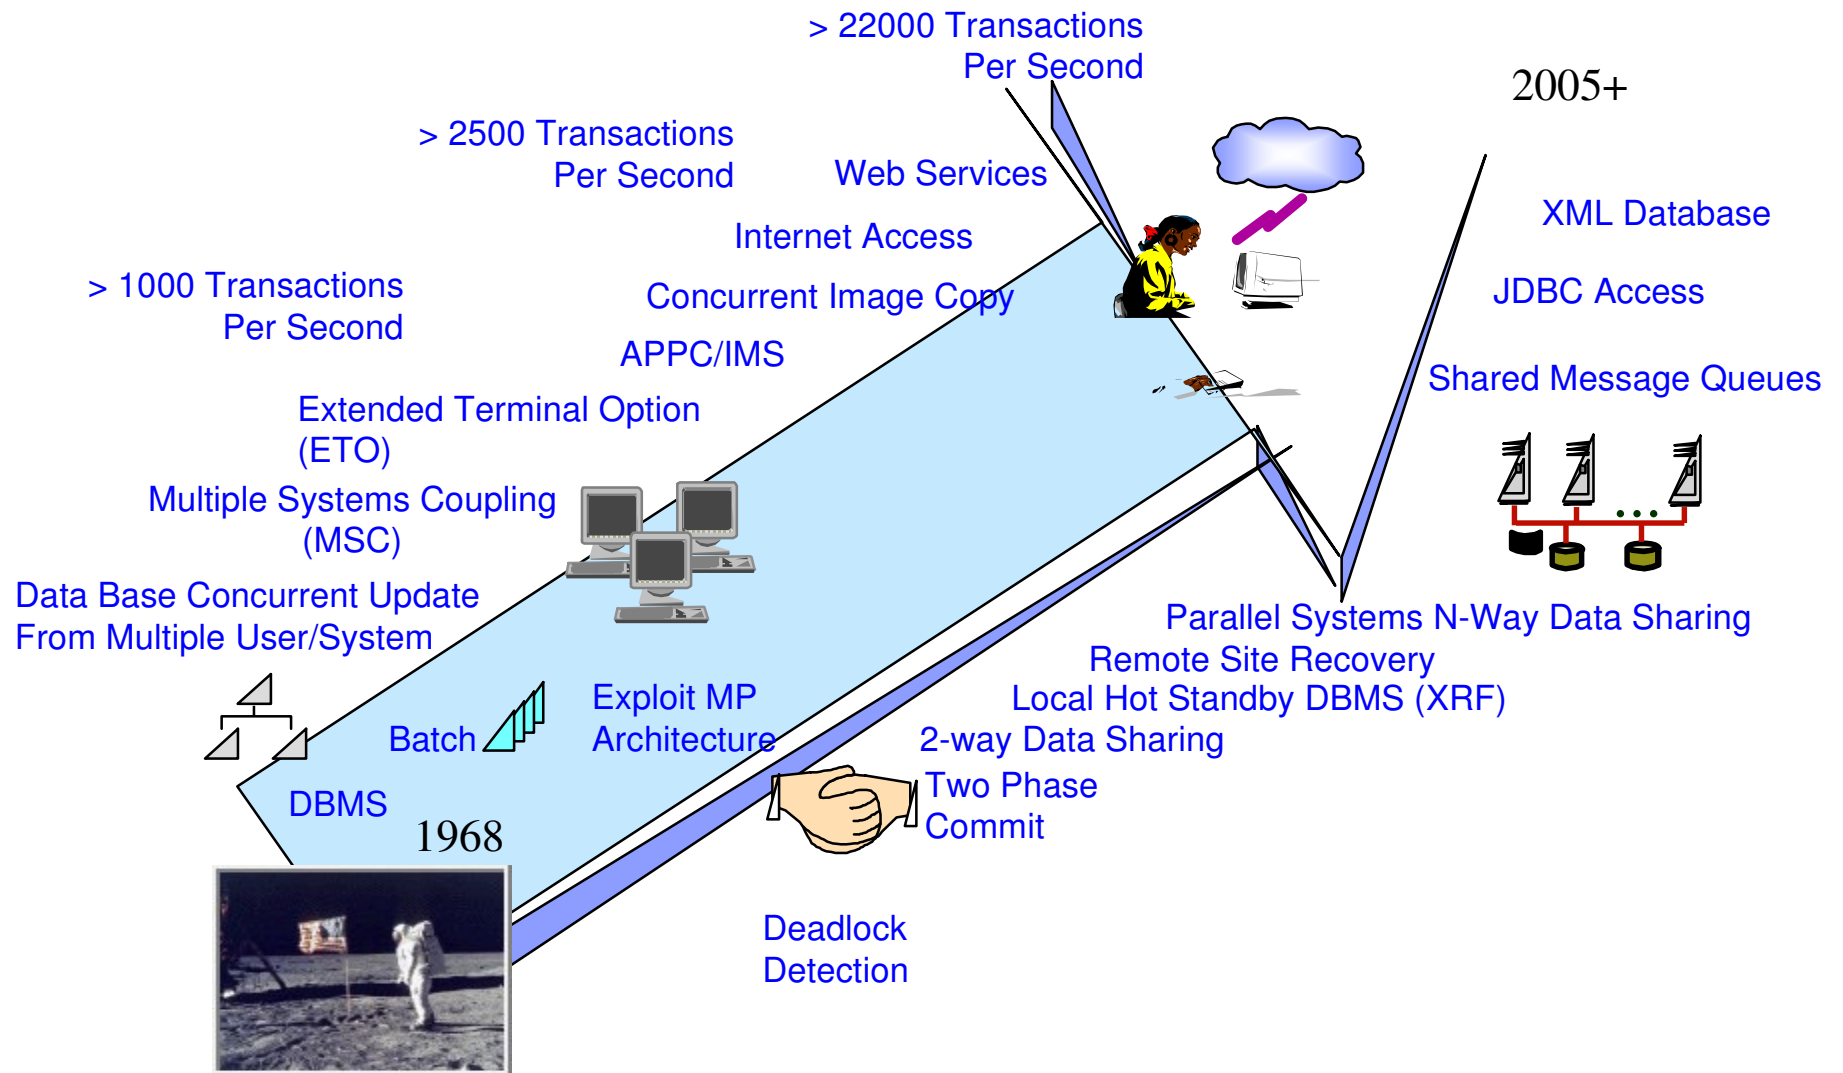 > 22000 Transactions
Per Second
2005+
> 2500 Transactions
Per Second
Web Services
XML Database
Internet Access
> 1000 Transactions
Per Second
Concurrent Image Copy
JDBC Access
APPC/IMS
Shared Message Queues
Extended Terminal Option
(ETO)
Multiple Systems Coupling
(MSC)
Data Base Concurrent Update
From Multiple User/System
Parallel Systems N-Way Data Sharing
Remote Site Recovery
Local Hot Standby DBMS (XRF)
2-way Data Sharing
Exploit MP
Architecture
Batch
Two Phase
Commit
DBMS
1968
Deadlock
Detection